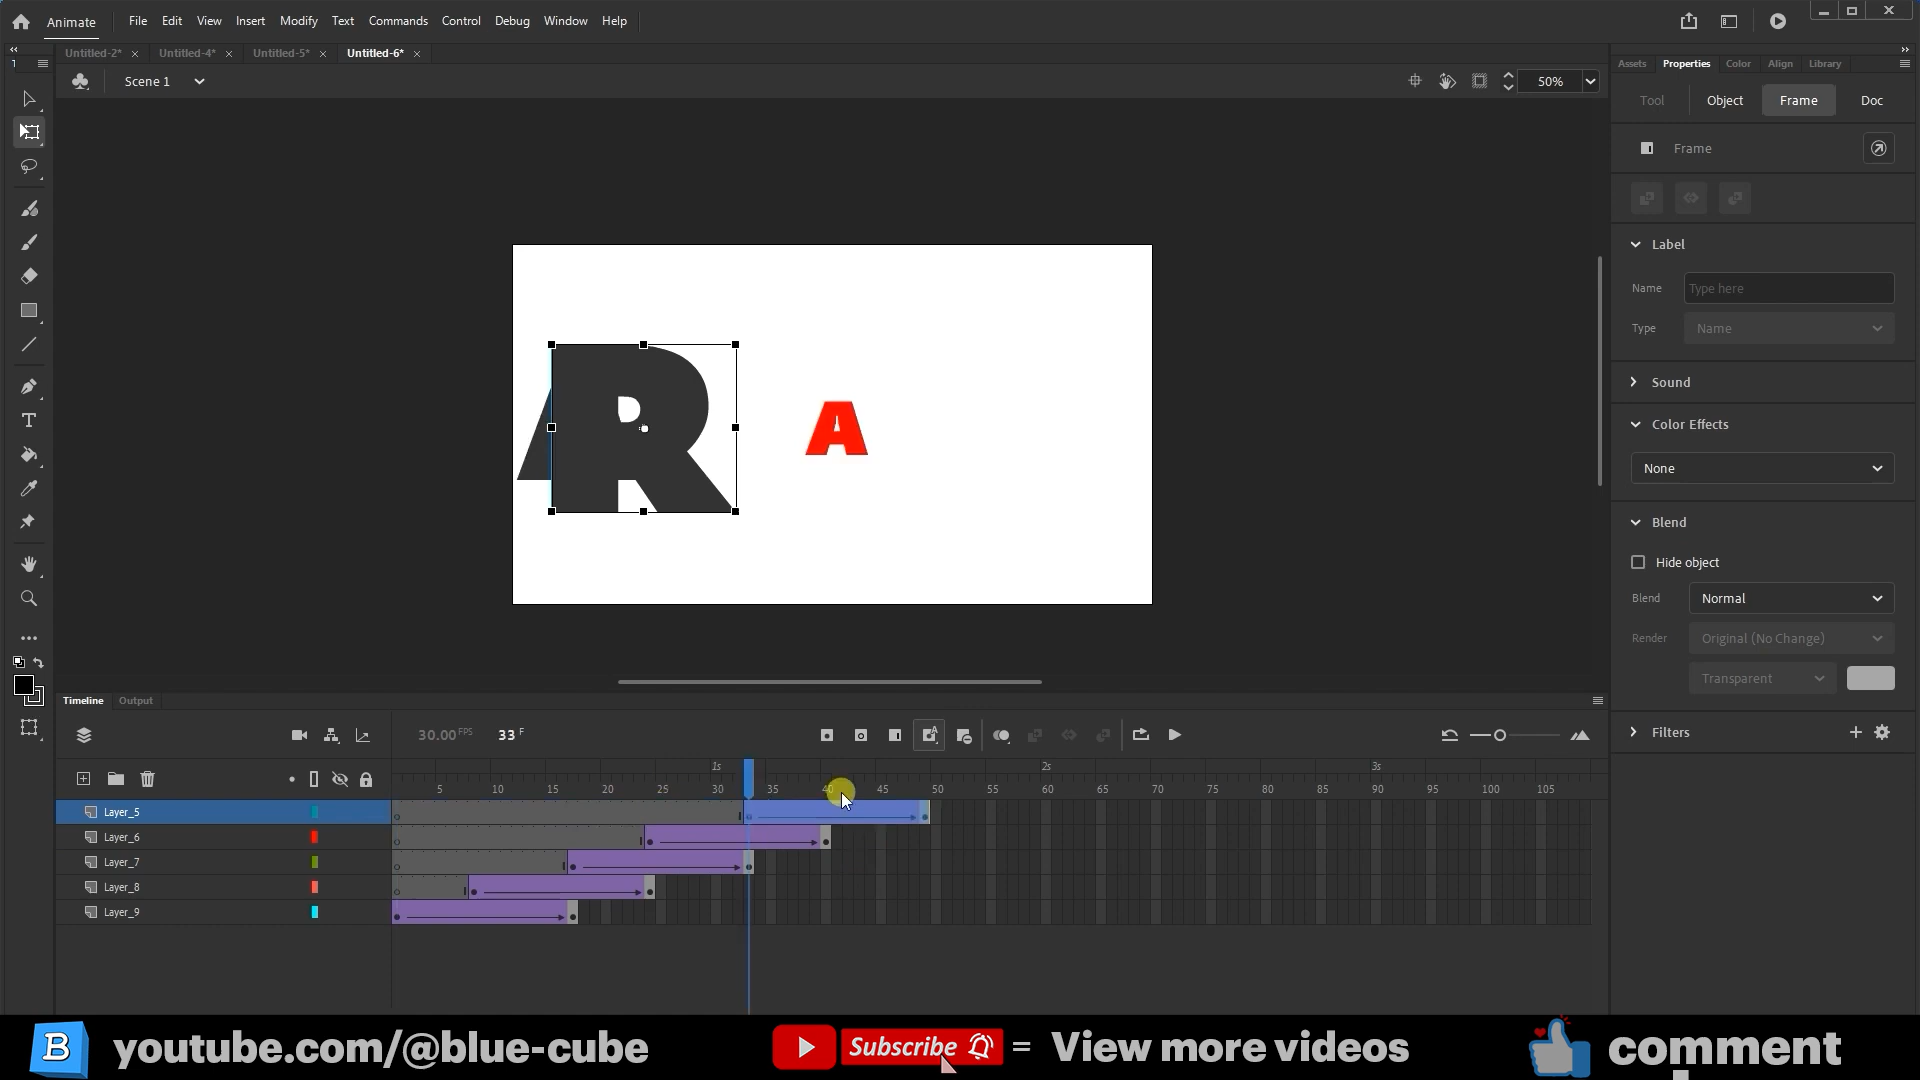 Animate File Edit View Insert Modify Text Commands Control Debug Window Help
Untitled-2* Untitled-4* Untitled-5* Untitled-6*
Assets Properties Color Align Library
Scene 1 50%
Tool Object Frame Doc
Frame
Label
Name Type here
Type Name
Sound
Color Effects
None
Blend
Hide object
Blend Normal
Render Original (No Change)
Transparent
Filters
A
R
A
Timeline Output
30.00 FPS 33 F
1s 2s 3s
5 10 15 20 25 30 35 40 45 50 55 60 65 70 75 80 85 90 95 100 105
Layer_5
Layer_6
Layer_7
Layer_8
Layer_9
B youtube.com/@blue-cube Subscribe = View more videos comment